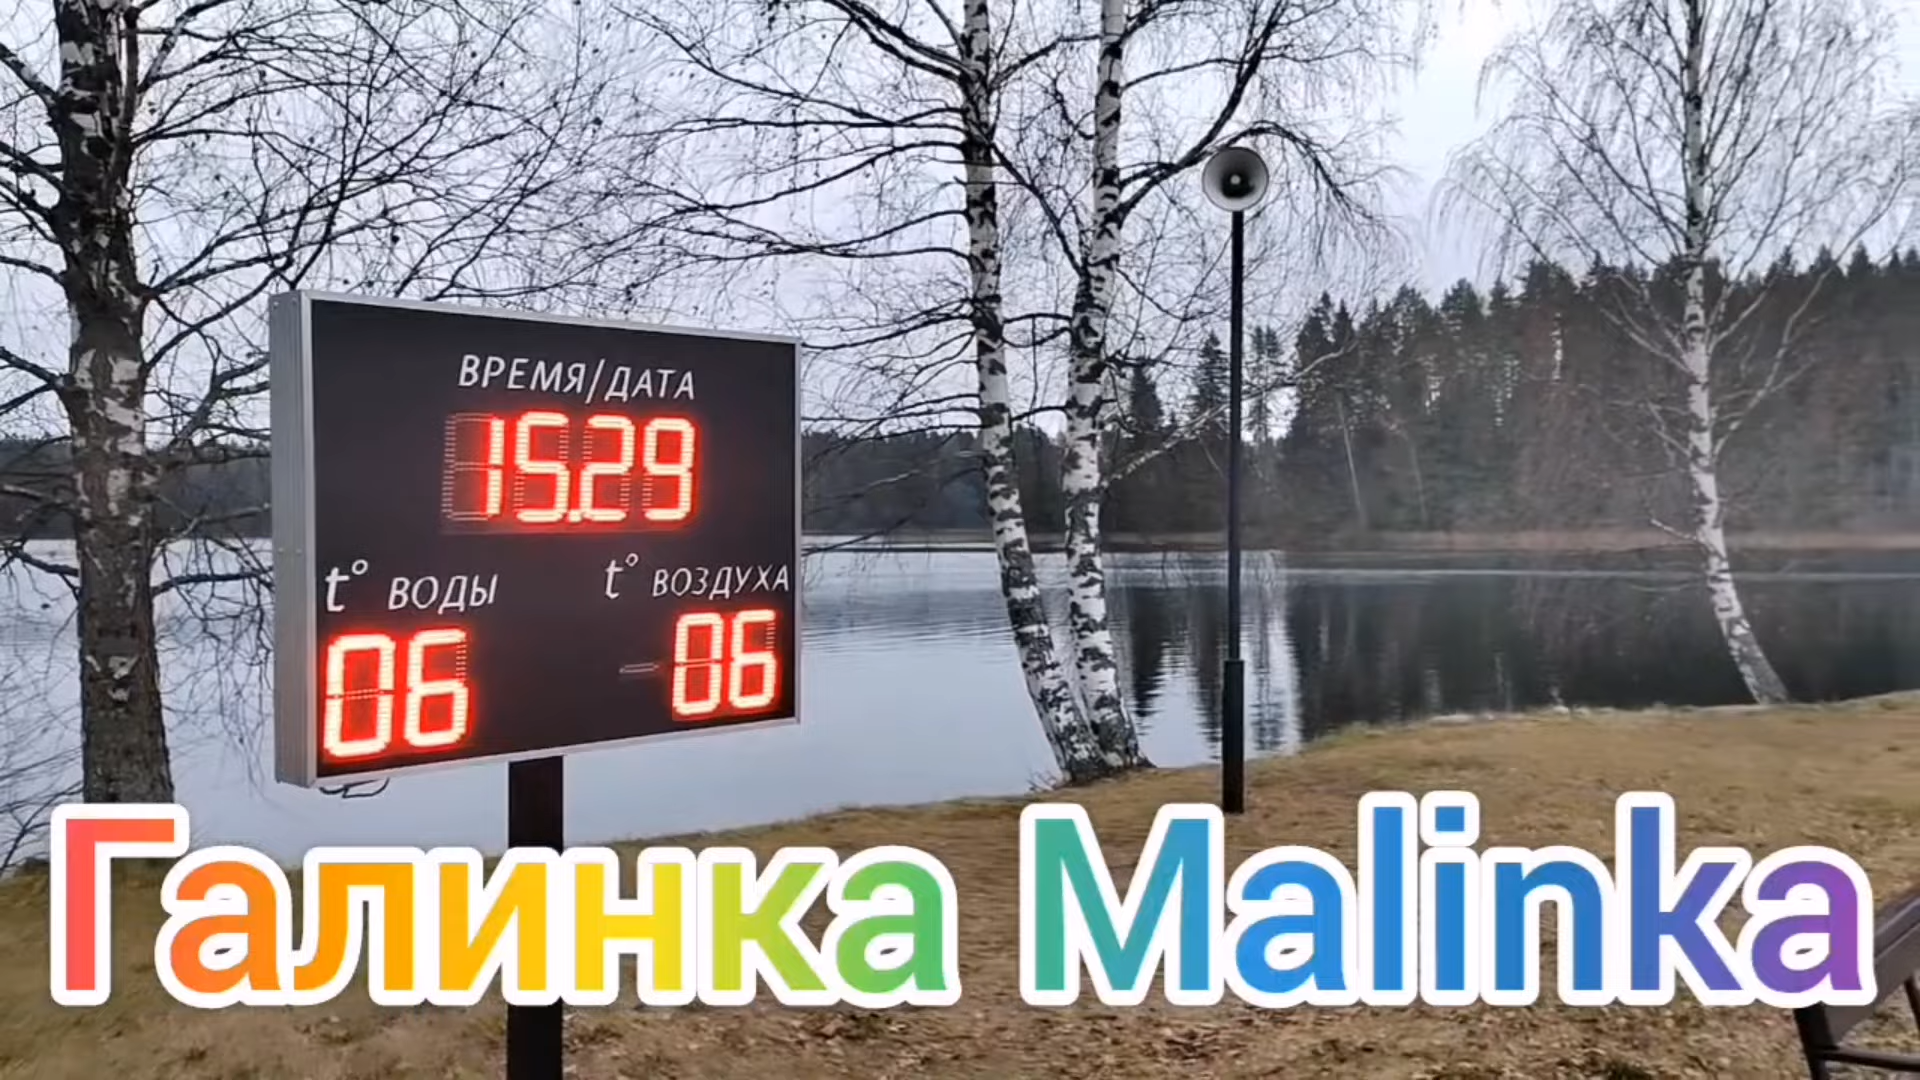 ВРЕМЯ/ДАТА
15.29
t° ВОДЫ t° ВОЗДУХА
06 06
Галинка Malinka